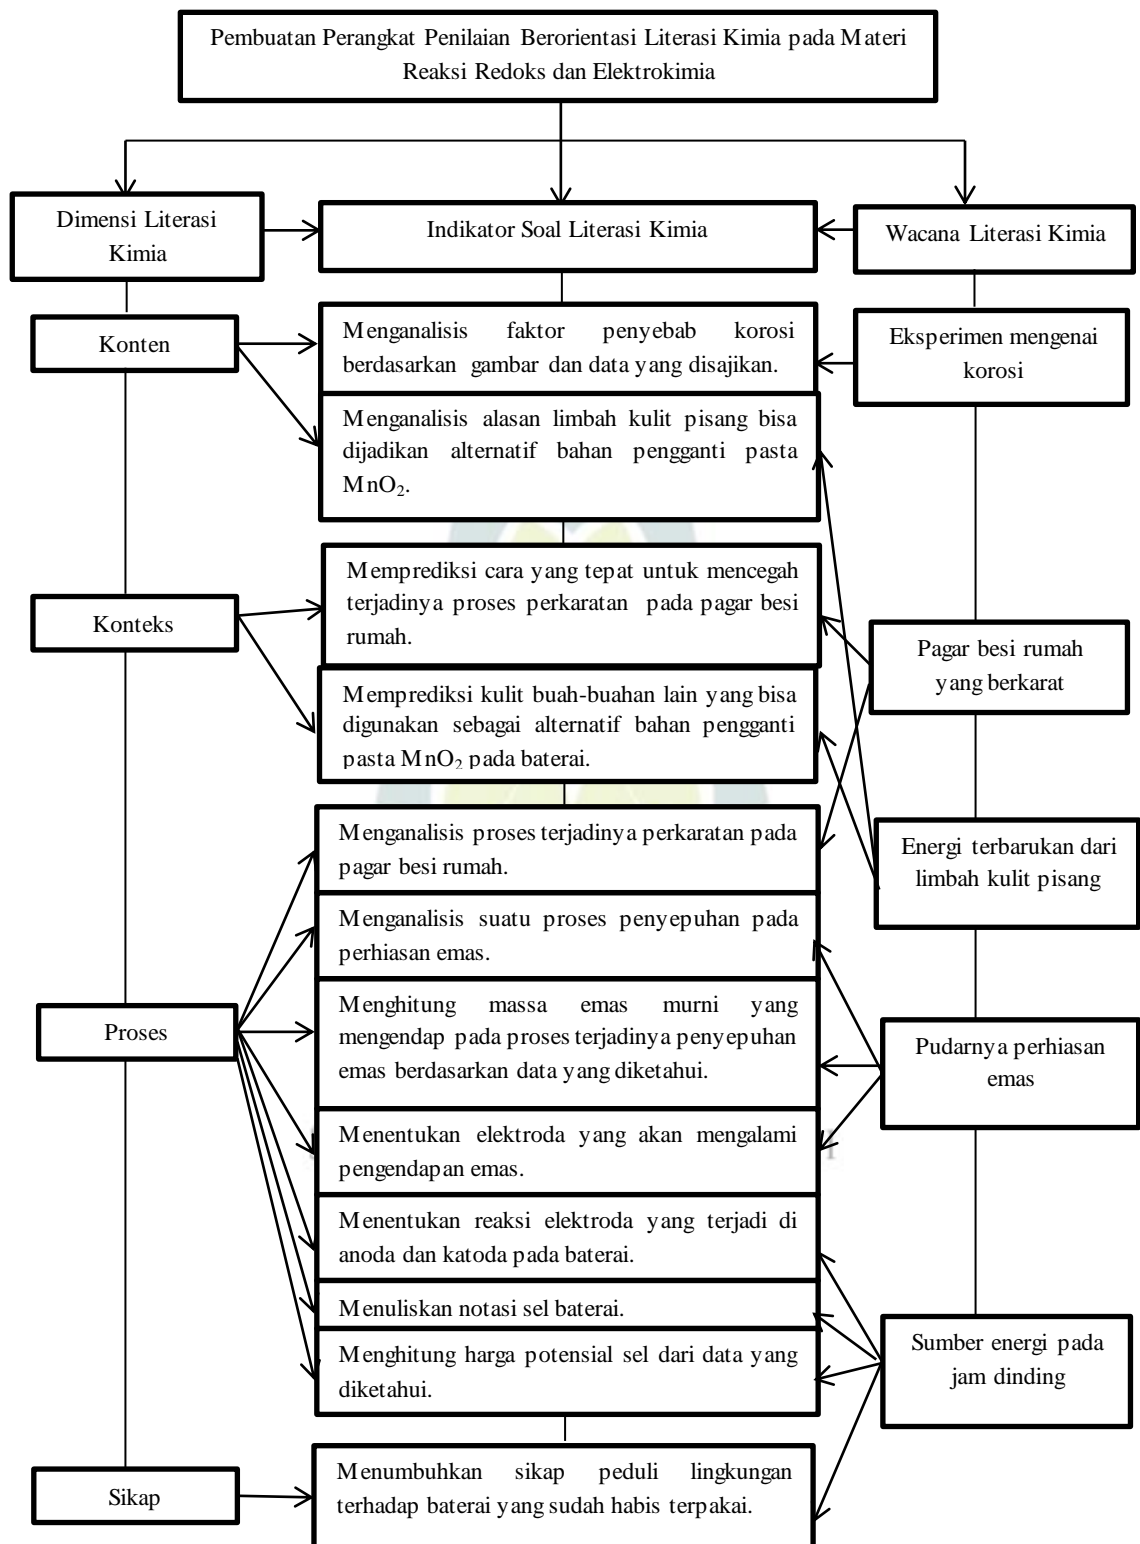 Pembuatan Perangkat Penilaian Berorientasi Literasi Kimia pada Materi
Reaksi Redoks dan Elektrokimia
Dimensi Literasi
Kimia
Indikator Soal Literasi Kimia
Wacana Literasi Kimia
Konten
Menganalisis faktor penyebab korosi
berdasarkan gambar dan data yang disajikan.
Eksperimen mengenai
korosi
Menganalisis alasan limbah kulit pisang bisa
dijadikan alternatif bahan pengganti pasta
MnO₂.
Konteks
Memprediksi cara yang tepat untuk mencegah
terjadinya proses perkaratan pada pagar besi
rumah.
Pagar besi rumah
yang berkarat
Memprediksi kulit buah-buahan lain yang bisa
digunakan sebagai alternatif bahan pengganti
pasta MnO₂ pada baterai.
Menganalisis proses terjadinya perkaratan pada
pagar besi rumah.
Energi terbarukan dari
limbah kulit pisang
Menganalisis suatu proses penyepuhan pada
perhiasan emas.
Proses
Menghitung massa emas murni yang
mengendap pada proses terjadinya penyepuhan
emas berdasarkan data yang diketahui.
Pudarnya perhiasan
emas
Menentukan elektroda yang akan mengalami
pengendapan emas.
Menentukan reaksi elektroda yang terjadi di
anoda dan katoda pada baterai.
Menuliskan notasi sel baterai.
Menghitung harga potensial sel dari data yang
diketahui.
Sumber energi pada
jam dinding
Sikap
Menumbuhkan sikap peduli lingkungan
terhadap baterai yang sudah habis terpakai.